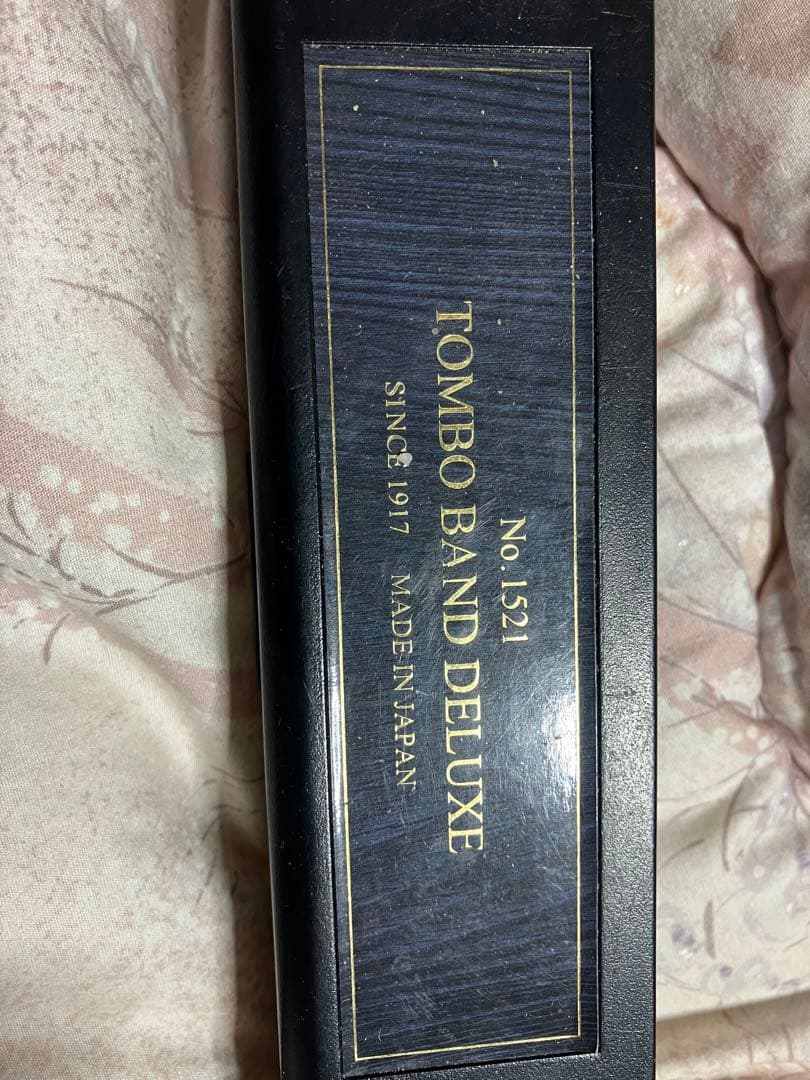 No. 1521
TOMBO BAND DELUXE
SINCE 1917 MADE IN JAPAN